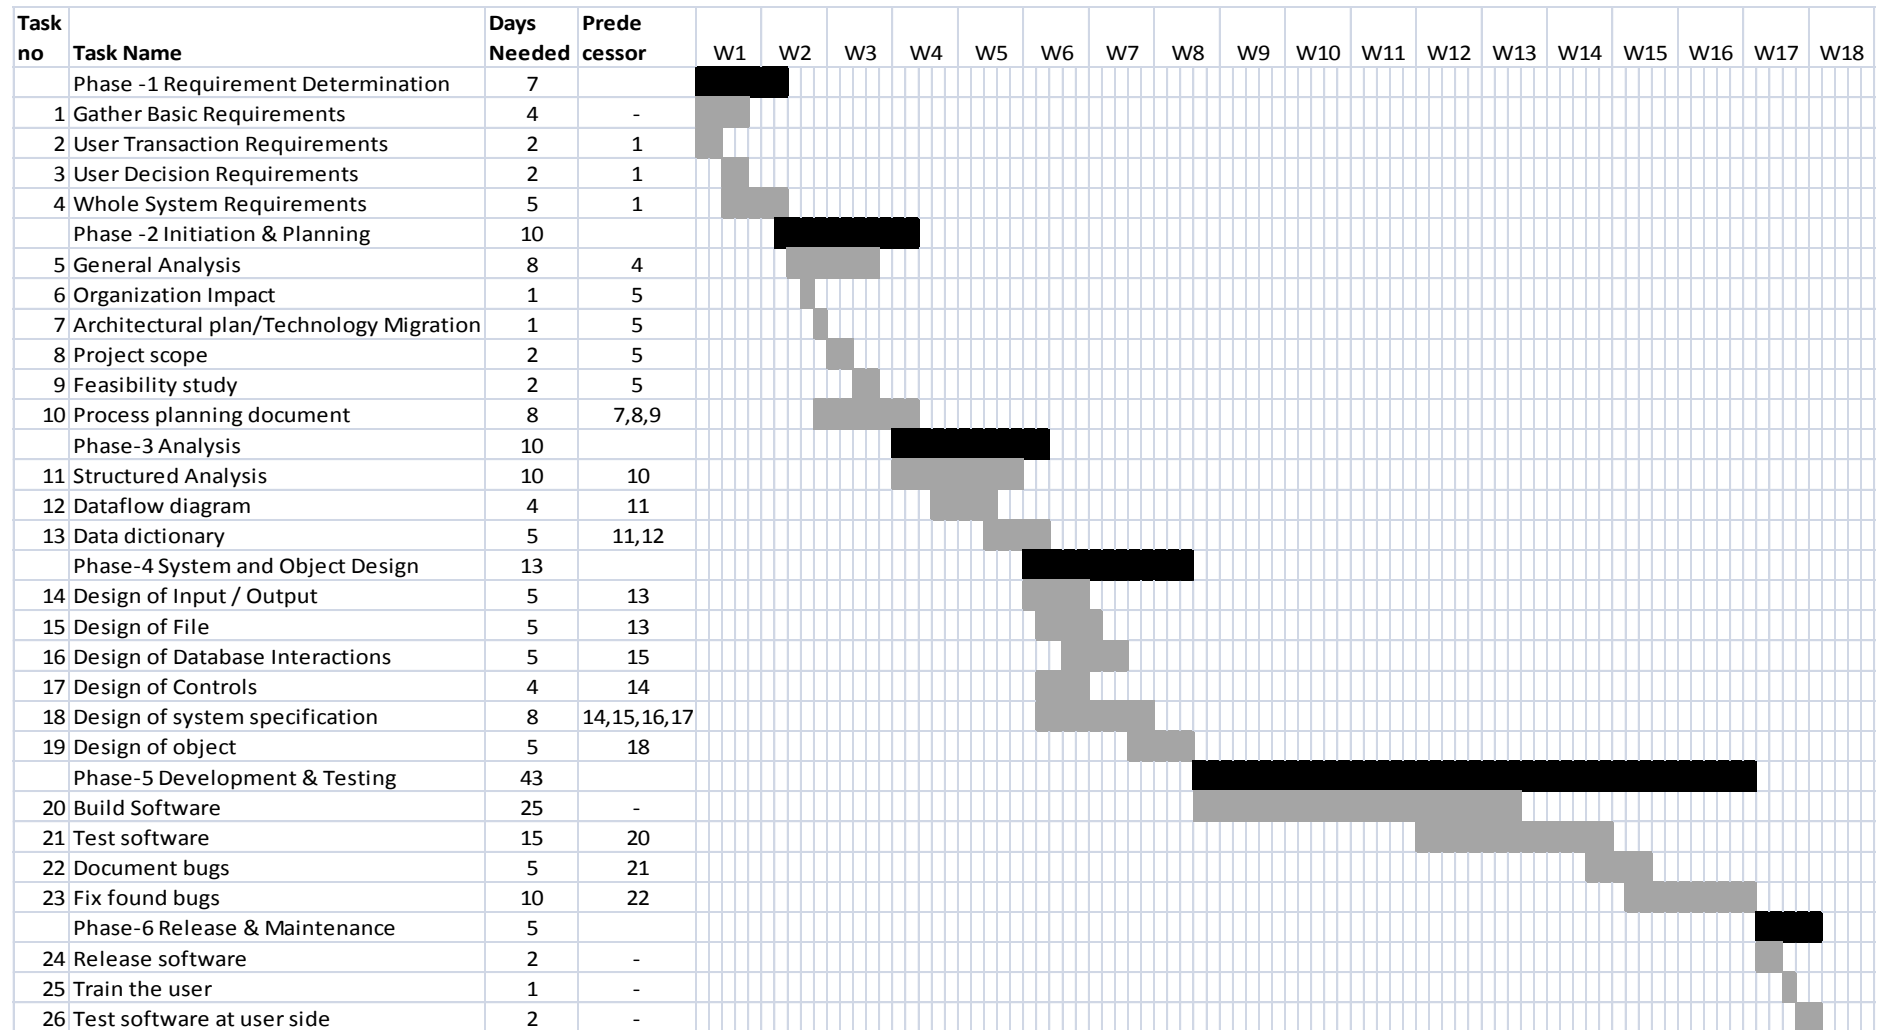 Task Days Prede
no Task Name Needed cessor W1 W2 W3 W4 W5 W6 W7 W8 W9 W10 W11 W12 W13 W14 W15 W16 W17 W18
Phase -1 Requirement Determination 7
1 Gather Basic Requirements 4 -
2 User Transaction Requirements 2 1
3 User Decision Requirements 2 1
4 Whole System Requirements 5 1
Phase -2 Initiation & Planning 10
5 General Analysis 8 4
6 Organization Impact 1 5
7 Architectural plan/Technology Migration 1 5
8 Project scope 2 5
9 Feasibility study 2 5
10 Process planning document 8 7,8,9
Phase-3 Analysis 10
11 Structured Analysis 10 10
12 Dataflow diagram 4 11
13 Data dictionary 5 11,12
Phase-4 System and Object Design 13
14 Design of Input / Output 5 13
15 Design of File 5 13
16 Design of Database Interactions 5 15
17 Design of Controls 4 14
18 Design of system specification 8 14,15,16,17
19 Design of object 5 18
Phase-5 Development & Testing 43
20 Build Software 25 -
21 Test software 15 20
22 Document bugs 5 21
23 Fix found bugs 10 22
Phase-6 Release & Maintenance 5
24 Release software 2 -
25 Train the user 1 -
26 Test software at user side 2 -